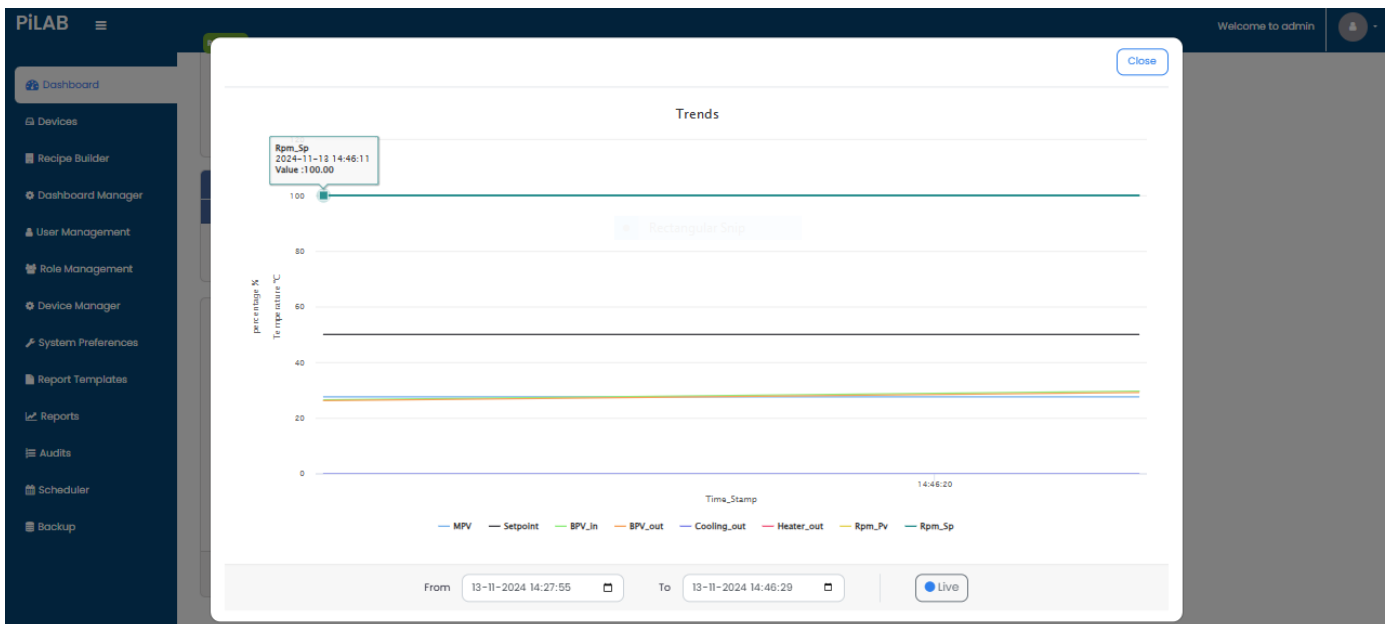 PiLAB
Welcome to admin
Close
Dashboard
Devices
Recipe Builder
Dashboard Manager
User Management
Role Management
Device Manager
System Preferences
Report Templates
Reports
Audits
Scheduler
Backup
Trends
Rpm_Sp
2024-11-13 14:46:11
Value :100.00
100
Rectangular Snip
80
60
40
20
0
percentage %
Temperature °C
14:46:20
Time_Stamp
MPV Setpoint BPV_in BPV_out Cooling_out Heater_out Rpm_Pv Rpm_Sp
From 13-11-2024 14:27:55 To 13-11-2024 14:46:29 Live